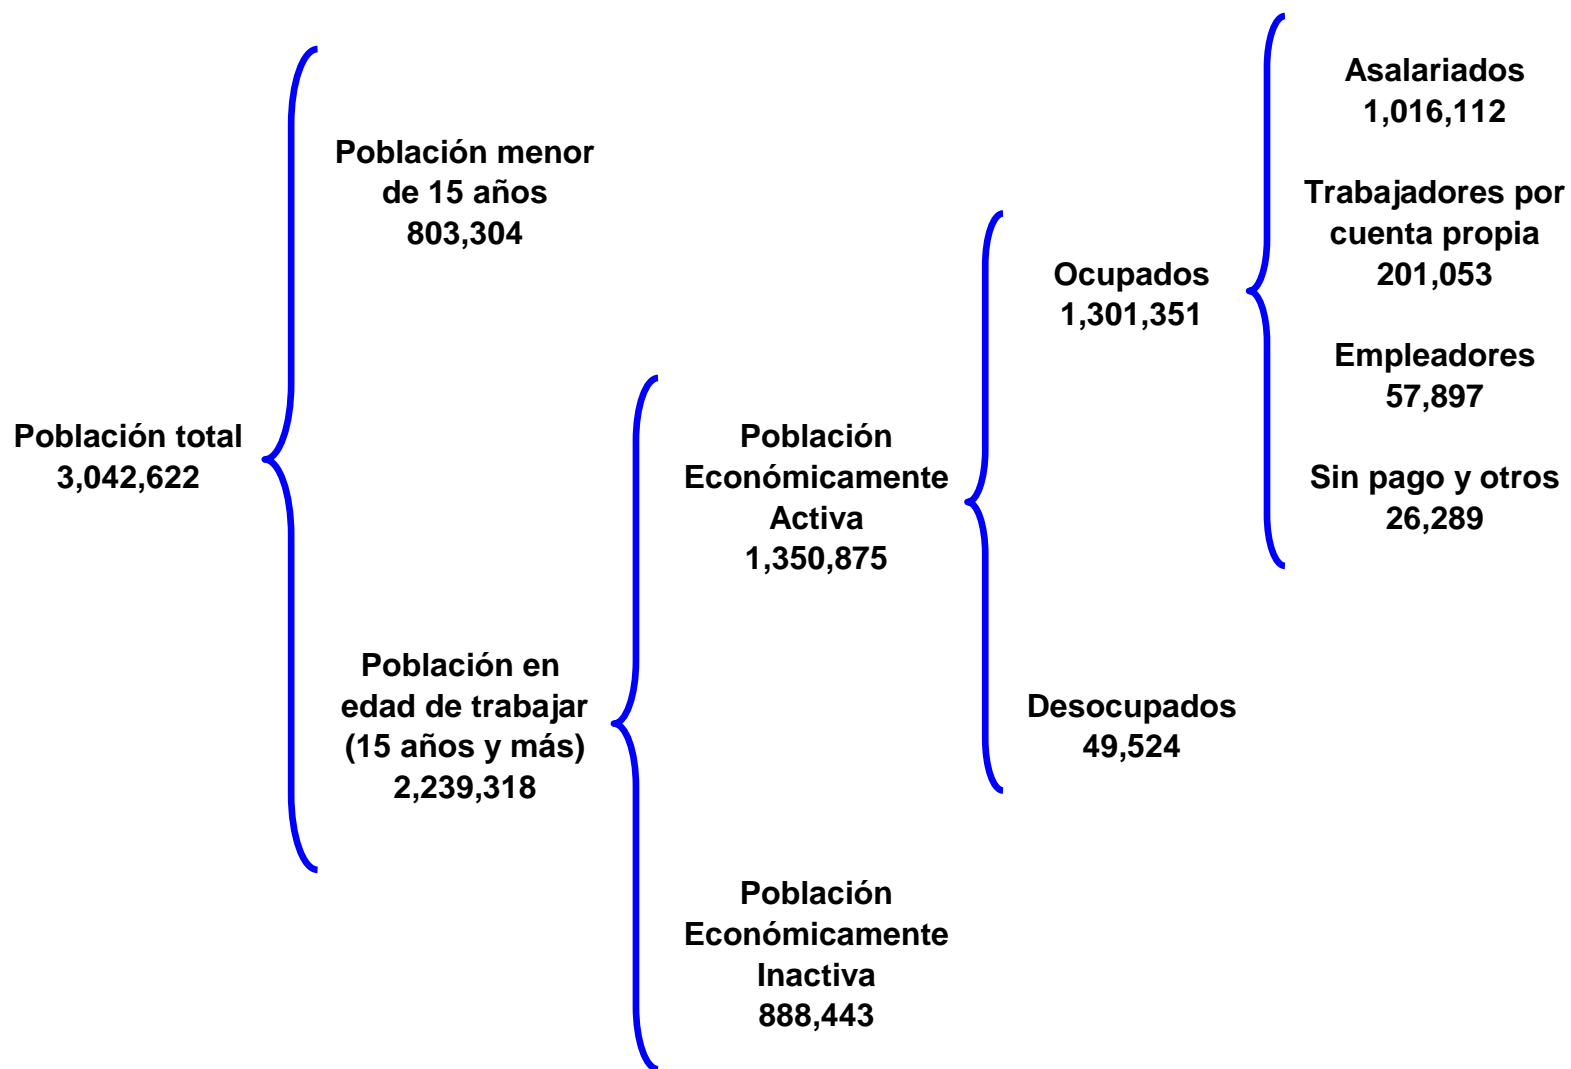 Población total
3,042,622
Población menor
de 15 años
803,304
Población en
edad de trabajar
(15 años y más)
2,239,318
Población
Económicamente
Activa
1,350,875
Población
Económicamente
Inactiva
888,443
Ocupados
1,301,351
Desocupados
49,524
Asalariados
1,016,112
Trabajadores por
cuenta propia
201,053
Empleadores
57,897
Sin pago y otros
26,289